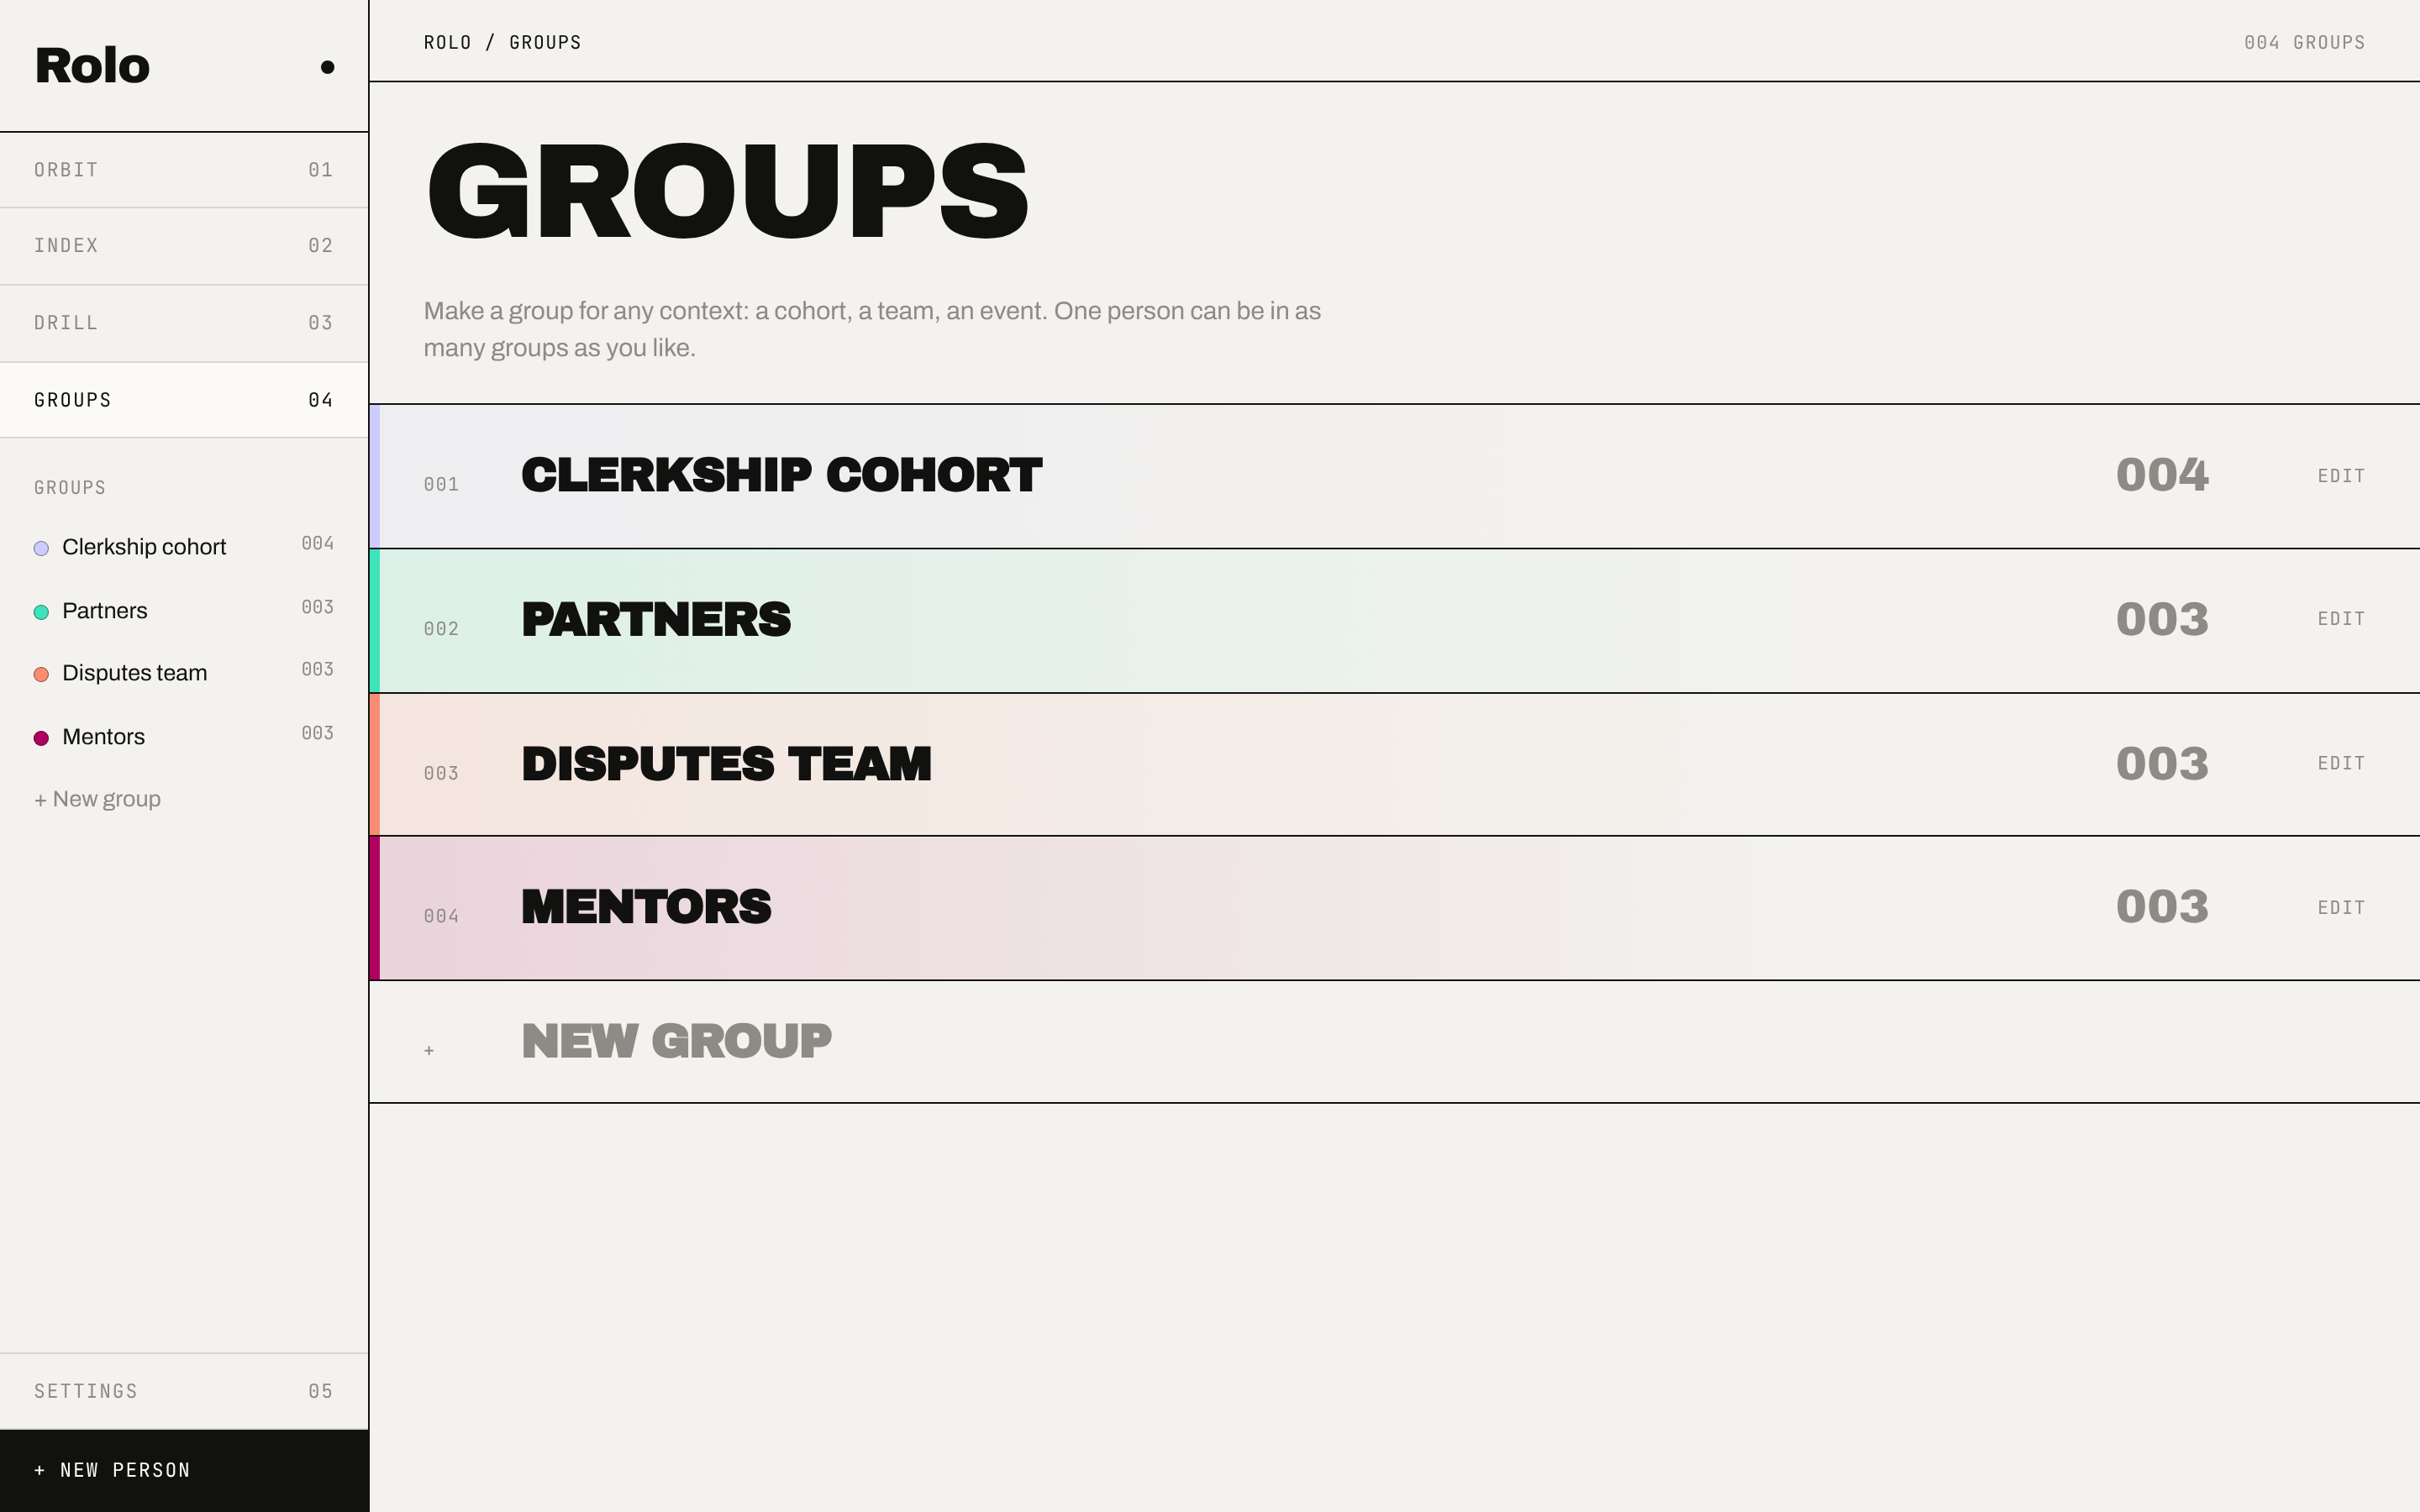 Rolo
ORBIT 01
INDEX 02
DRILL 03
GROUPS 04
GROUPS
Clerkship cohort 004
Partners 003
Disputes team 003
Mentors 003
+ New group
SETTINGS 05
+ NEW PERSON
ROLO / GROUPS
004 GROUPS
GROUPS
Make a group for any context: a cohort, a team, an event. One person can be in as
many groups as you like.
001 CLERKSHIP COHORT 004 EDIT
002 PARTNERS 003 EDIT
003 DISPUTES TEAM 003 EDIT
004 MENTORS 003 EDIT
+ NEW GROUP